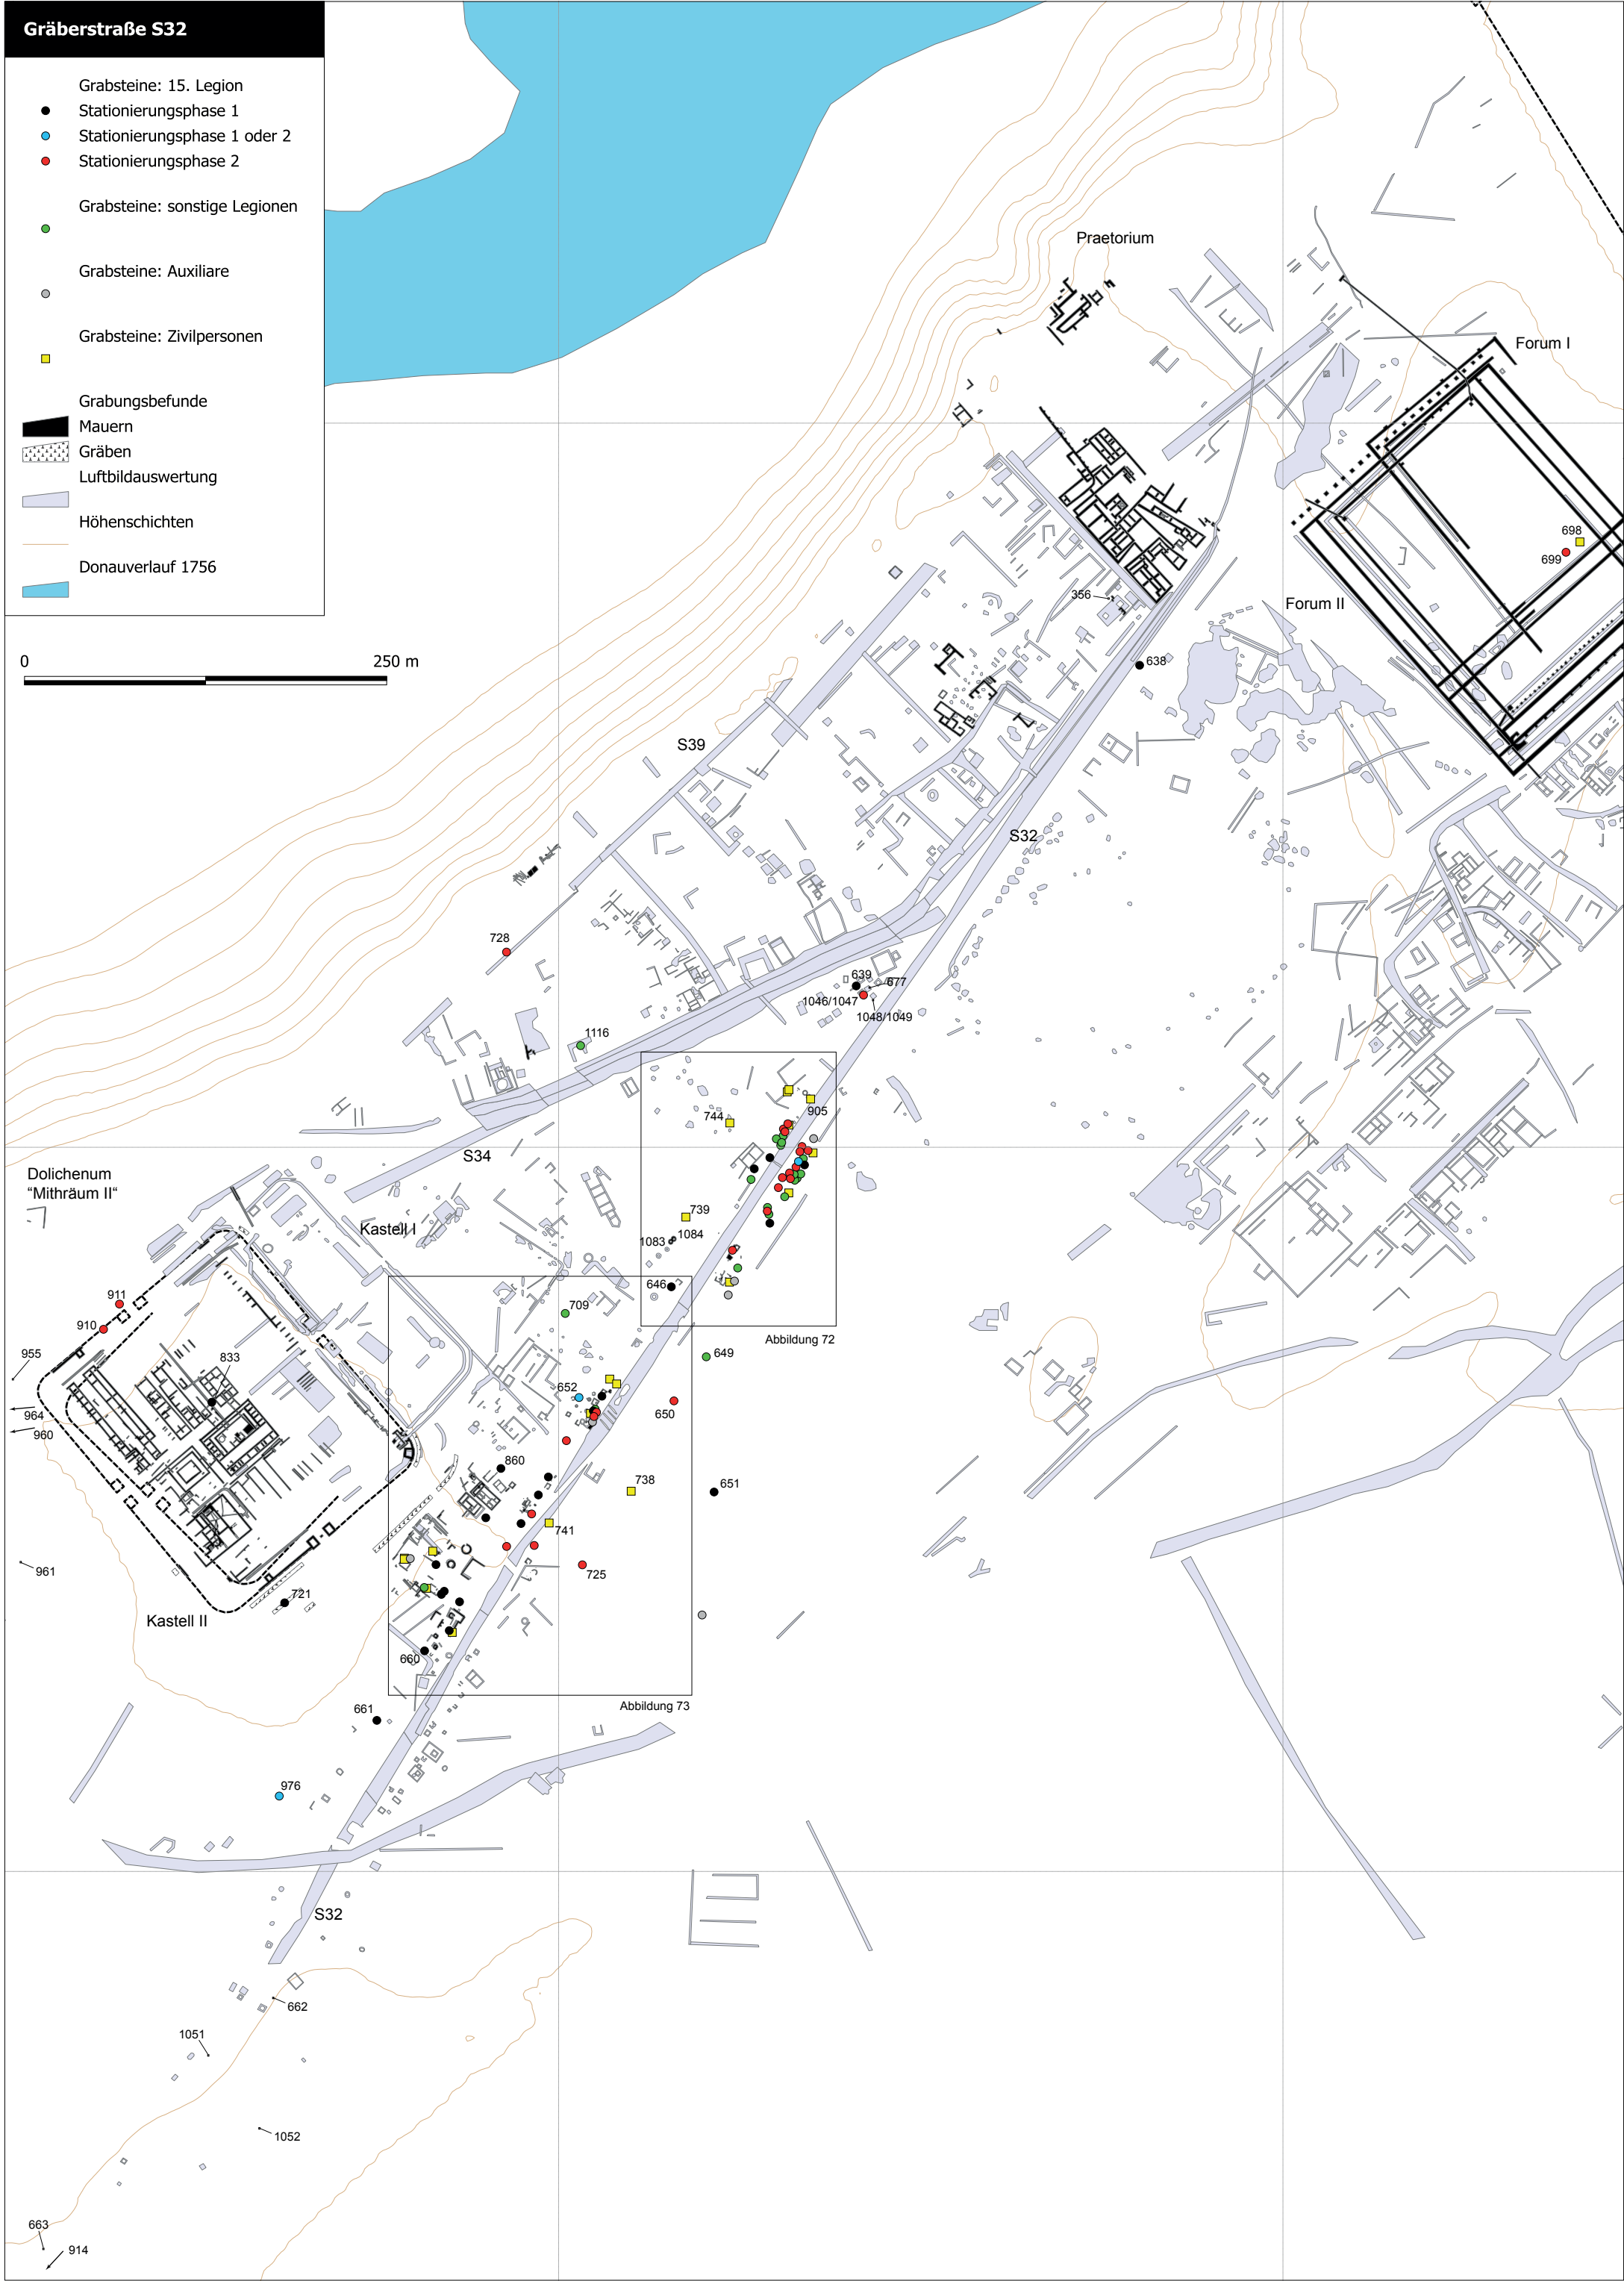 Gräberstraße S32
Grabsteine: 15. Legion
Stationierungsphase 1
Stationierungsphase 1 oder 2
Stationierungsphase 2
Grabsteine: sonstige Legionen
Grabsteine: Auxiliare
Grabsteine: Zivilpersonen
Grabungsbefunde
Mauern
Gräben
Luftbildauswertung
Höhenschichten
Donauverlauf 1756
0 250 m
Praetorium
Forum I
698
699
356
Forum II
638
S39
S32
728
639
677
1046/1047
1048/1049
1116
905
744
S34
Dolichenum
"Mithräum II“
739
Kastell I
1083
1084
646
911
709
910
Abbildung 72
649
955
833
652
650
964
960
860
738
651
741
961
725
721
Kastell II
660
661
Abbildung 73
976
S32
662
1051
1052
663
914